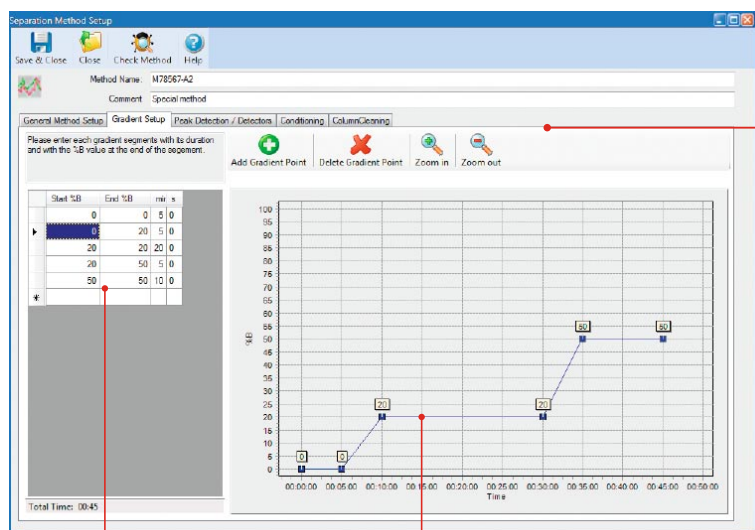 Separation Method Setup
Save & Close Close Check Method Help
Method Name: M78567-A2
Comment Special method
General Method Setup Gradient Setup Peak Detection / Detectors Conditioning ColumnCleaning
Please enter each gradient segments with its duration
and with the %B value at the end of the segement.
Add Gradient Point Delete Gradient Point Zoom in Zoom out
Start %B End %B min s
0 0 5 0
0 20 5 0
20 20 20 0
20 50 5 0
50 50 10 0
*
100
95
90
85
80
75
70
65
60
55
50
45
40
35
30
25
20
15
10
5
0
%B
0 0 20 20 50 50
00:00:00 00:05:00 00:10:00 00:15:00 00:20:00 00:25:00 00:30:00 00:35:00 00:40:00 00:45:00 00:50:00
Time
Total Time: 00:45